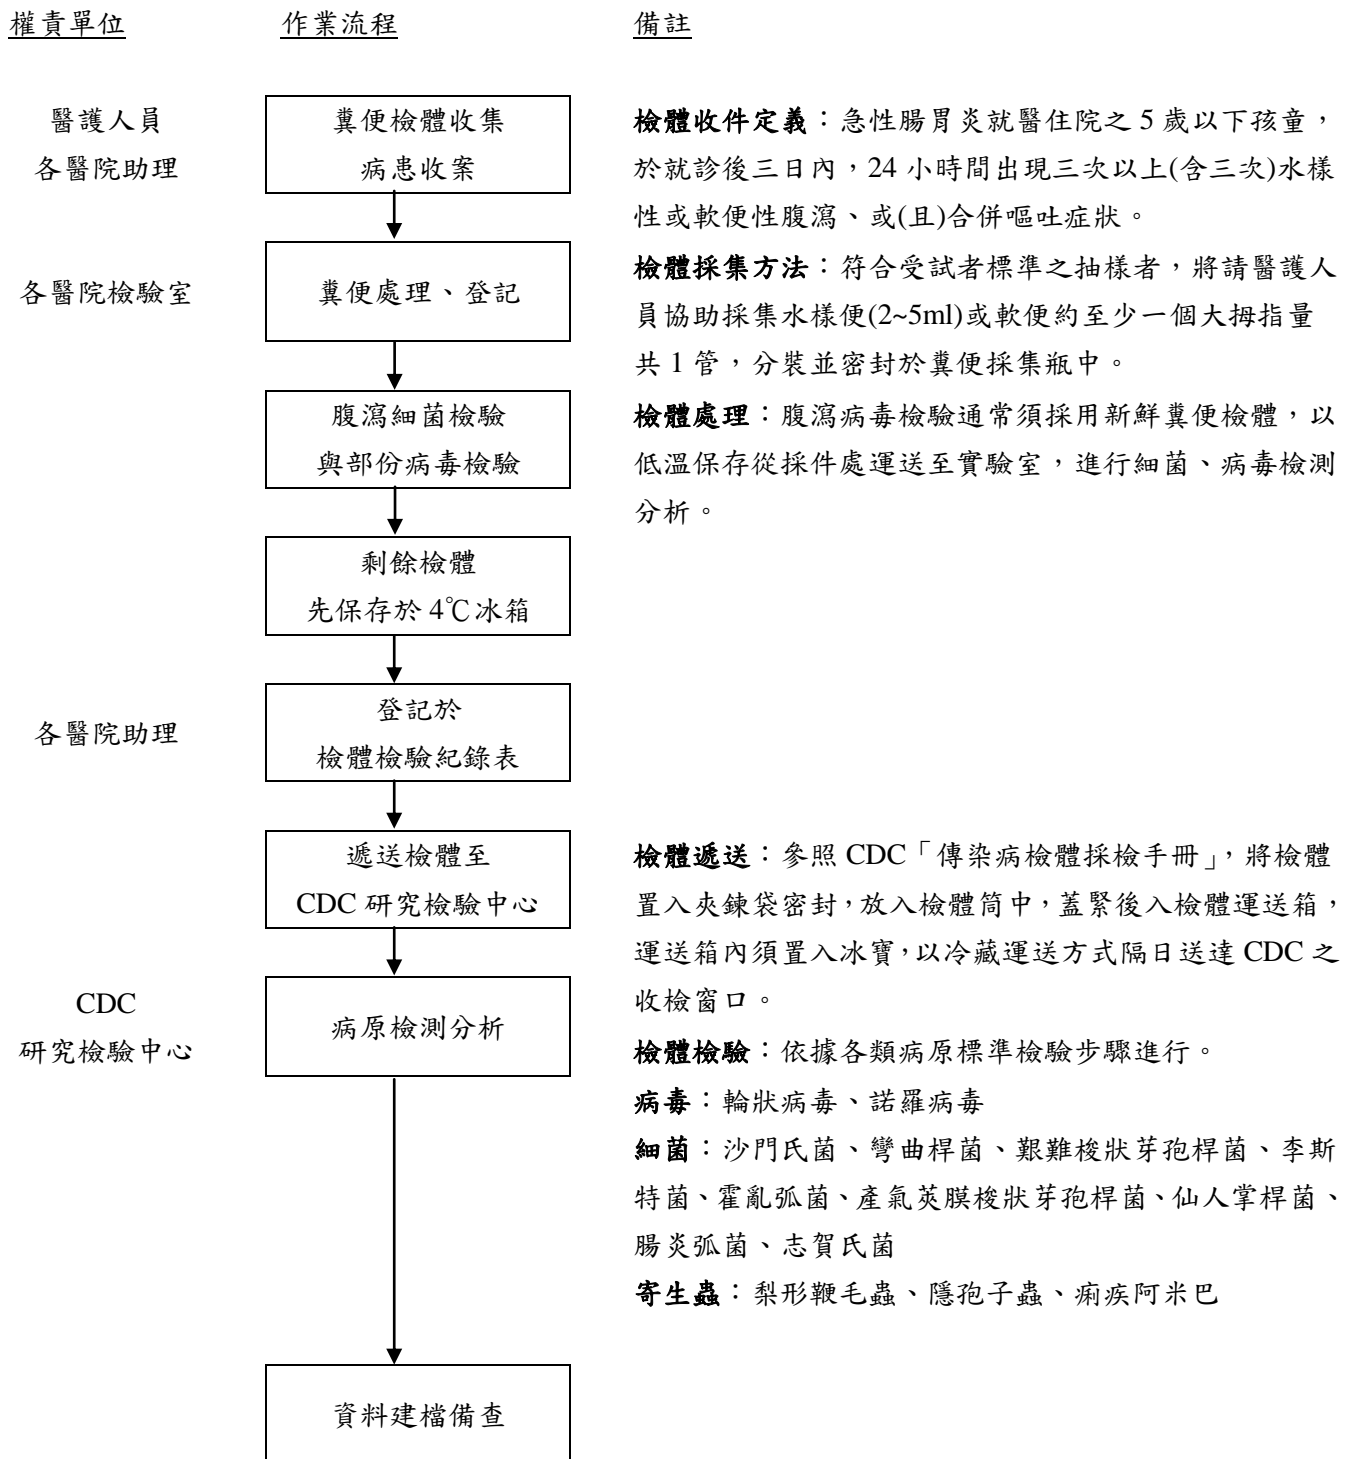 權責單位
作業流程
備註
醫護人員
各醫院助理
糞便檢體收集
病患收案
檢體收件定義：急性腸胃炎就醫住院之 5 歲以下孩童，
於就診後三日內，24 小時間出現三次以上(含三次)水樣
性或軟便性腹瀉、或(且)合併嘔吐症狀。
各醫院檢驗室
糞便處理、登記
檢體採集方法：符合受試者標準之抽樣者，將請醫護人
員協助採集水樣便(2~5ml)或軟便約至少一個大拇指量
共 1 管，分裝並密封於糞便採集瓶中。
腹瀉細菌檢驗
與部份病毒檢驗
檢體處理：腹瀉病毒檢驗通常須採用新鮮糞便檢體，以
低溫保存從採件處運送至實驗室，進行細菌、病毒檢測
分析。
剩餘檢體
先保存於 4℃冰箱
各醫院助理
登記於
檢體檢驗紀錄表
遞送檢體至
CDC 研究檢驗中心
檢體遞送：參照 CDC「傳染病檢體採檢手冊」，將檢體
置入夾鍊袋密封，放入檢體筒中，蓋緊後入檢體運送箱，
運送箱內須置入冰寶，以冷藏運送方式隔日送達 CDC 之
收檢窗口。
CDC
研究檢驗中心
病原檢測分析
檢體檢驗：依據各類病原標準檢驗步驟進行。
病毒：輪狀病毒、諾羅病毒
細菌：沙門氏菌、彎曲桿菌、艱難梭狀芽孢桿菌、李斯
特菌、霍亂弧菌、產氣莢膜梭狀芽孢桿菌、仙人掌桿菌、
腸炎弧菌、志賀氏菌
寄生蟲：梨形鞭毛蟲、隱孢子蟲、痢疾阿米巴
資料建檔備查